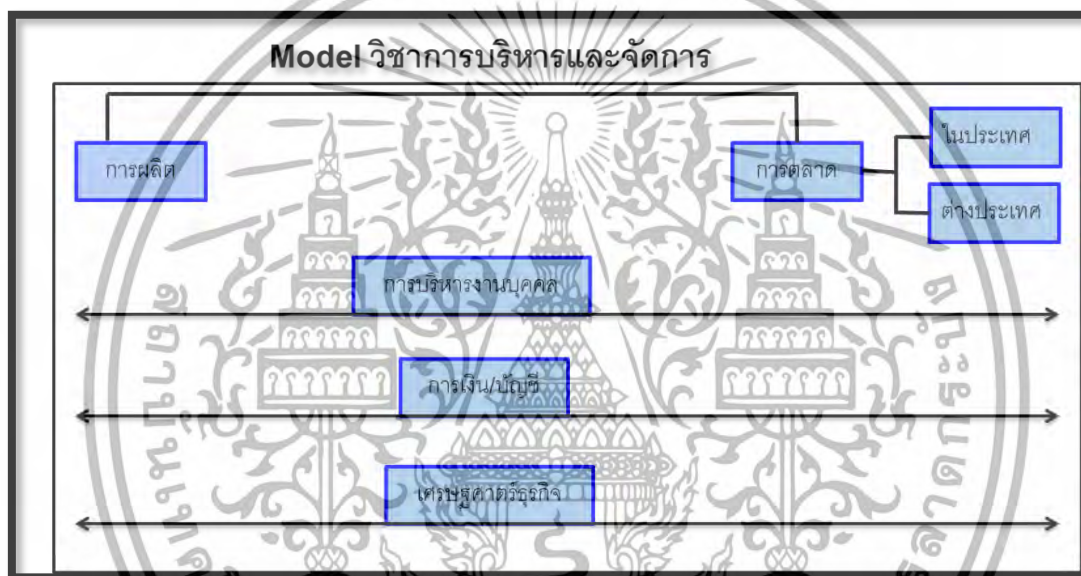 Model วิชาการบริหารและจัดการ
การผลิต
การตลาด
ในประเทศ
ต่างประเทศ
การบริหารงานบุคคล
การเงิน/บัญชี
เศรษฐศาตร์ธุรกิจ